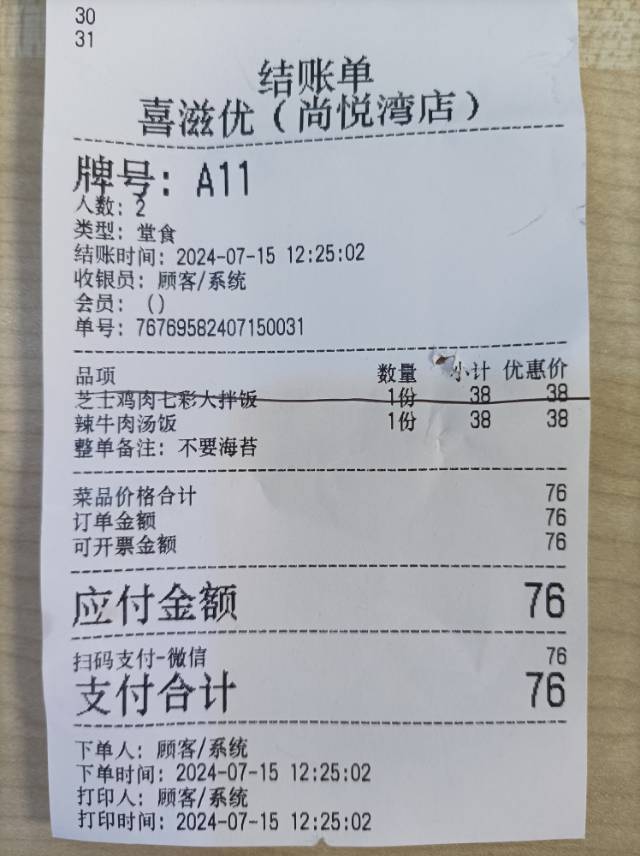 30
31
结账单
喜滋优（尚悦湾店）
牌号：A11
人数：2
类型：堂食
结账时间：2024-07-15 12:25:02
收银员：顾客/系统
会员：（）
单号：76769582407150031
品项 数量 小计 优惠价
芝士鸡肉七彩大拌饭 1份 38 38
辣牛肉汤饭 1份 38 38
整单备注：不要海苔
菜品价格合计 76
订单金额 76
可开票金额 76
应付金额 76
扫码支付-微信 76
支付合计 76
下单人：顾客/系统
下单时间：2024-07-15 12:25:02
打印人：顾客/系统
打印时间：2024-07-15 12:25:02